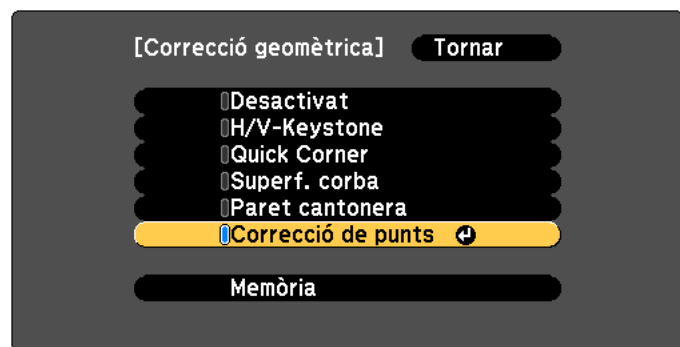 [Correcció geomètrica] Tornar
Desactivat
H/V-Keystone
Quick Corner
Superf. corba
Paret cantonera
Correcció de punts
Memòria